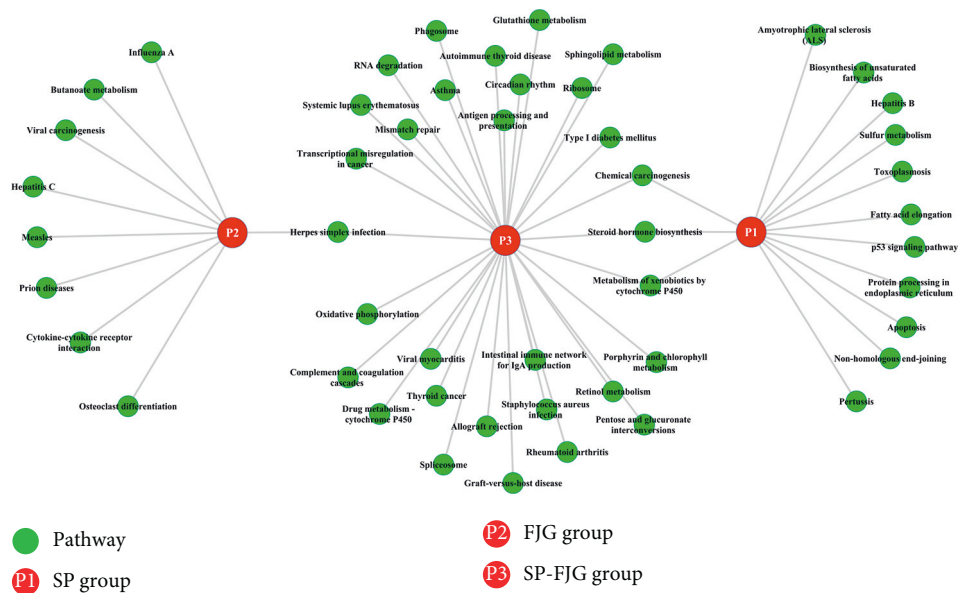 Influenza A
Butanoate metabolism
Viral carcinogenesis
Hepatitis C
Measles
Prion diseases
Cytokine-cytokine receptor
interaction
Osteoclast differentiation
P2
Herpes simplex infection
Phagosome
Glutathione metabolism
Autoimmune thyroid disease
Sphingolipid metabolism
RNA degradation
Asthma
Circadian rhythm
Ribosome
Systemic lupus erythematosus
Antigen processing and
presentation
Mismatch repair
Type I diabetes mellitus
Transcriptional misregulation
in cancer
Chemical carcinogenesis
P3
Steroid hormone biosynthesis
Metabolism of xenobiotics by
cytochrome P450
Oxidative phosphorylation
Viral myocarditis
Intestinal immune network
for IgA production
Porphyrin and chlorophyll
metabolism
Complement and coagulation
cascades
Thyroid cancer
Retinol metabolism
Drug metabolism -
cytochrome P450
Staphylococcus aureus
infection
Allograft rejection
Pentose and glucuronate
interconversions
Rheumatoid arthritis
Spliceosome
Graft-versus-host disease
Amyotrophic lateral sclerosis
(ALS)
Biosynthesis of unsaturated
fatty acids
Hepatitis B
Sulfur metabolism
Toxoplasmosis
Fatty acid elongation
P1
p53 signaling pathway
Protein processing in
endoplasmic reticulum
Apoptosis
Non-homologous end-joining
Pertussis
Pathway
P1 SP group
P2 FJG group
P3 SP-FJG group